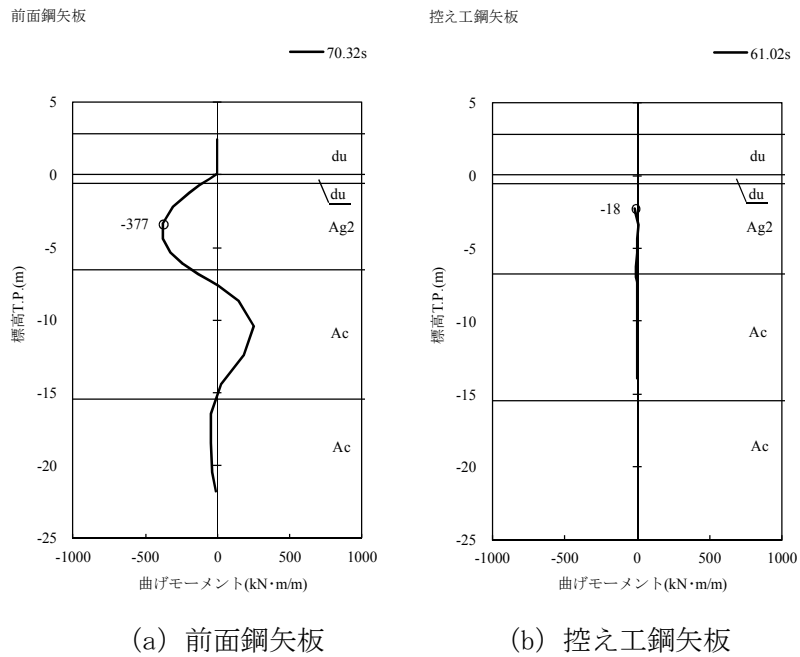 前面鋼矢板
70.32s
5
0
-5
-10
-15
-20
-25
標高T.P.(m)
du
du
Ag2
Ac
Ac
-377
-1000 -500 0 500 1000
曲げモーメント(kN･m/m)
(a) 前面鋼矢板
控え工鋼矢板
61.02s
5
0
-5
-10
-15
-20
-25
標高T.P.(m)
du
du
Ag2
Ac
Ac
-18
-1000 -500 0 500 1000
曲げモーメント(kN･m/m)
(b) 控え工鋼矢板